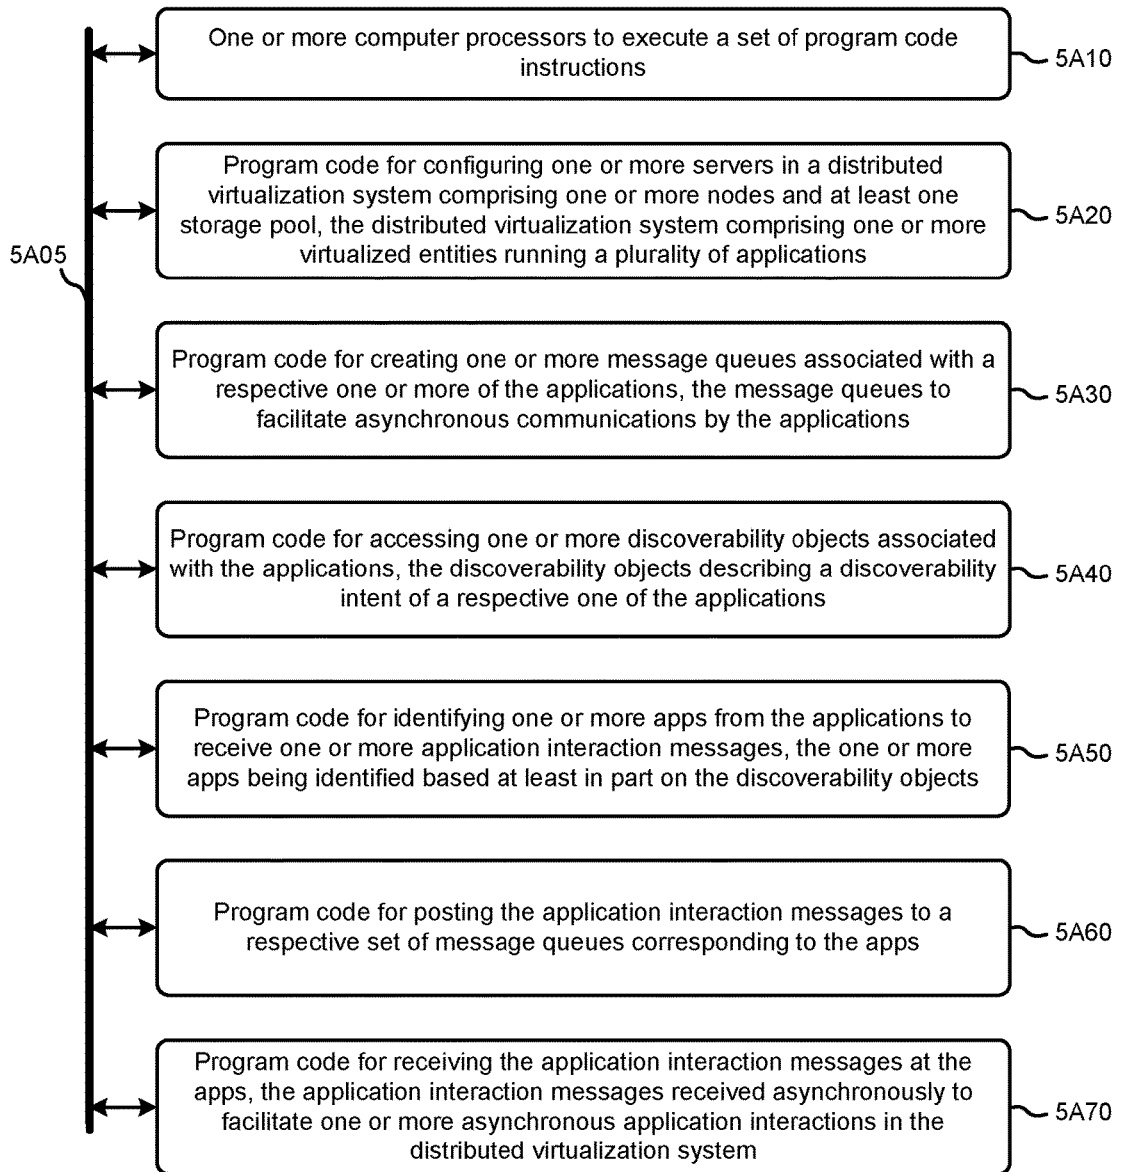 One or more computer processors to execute a set of program code
instructions
5A10
Program code for configuring one or more servers in a distributed
virtualization system comprising one or more nodes and at least one
storage pool, the distributed virtualization system comprising one or more
virtualized entities running a plurality of applications
5A20
5A05
Program code for creating one or more message queues associated with a
respective one or more of the applications, the message queues to
facilitate asynchronous communications by the applications
5A30
Program code for accessing one or more discoverability objects associated
with the applications, the discoverability objects describing a discoverability
intent of a respective one of the applications
5A40
Program code for identifying one or more apps from the applications to
receive one or more application interaction messages, the one or more
apps being identified based at least in part on the discoverability objects
5A50
Program code for posting the application interaction messages to a
respective set of message queues corresponding to the apps
5A60
Program code for receiving the application interaction messages at the
apps, the application interaction messages received asynchronously to
facilitate one or more asynchronous application interactions in the
distributed virtualization system
5A70